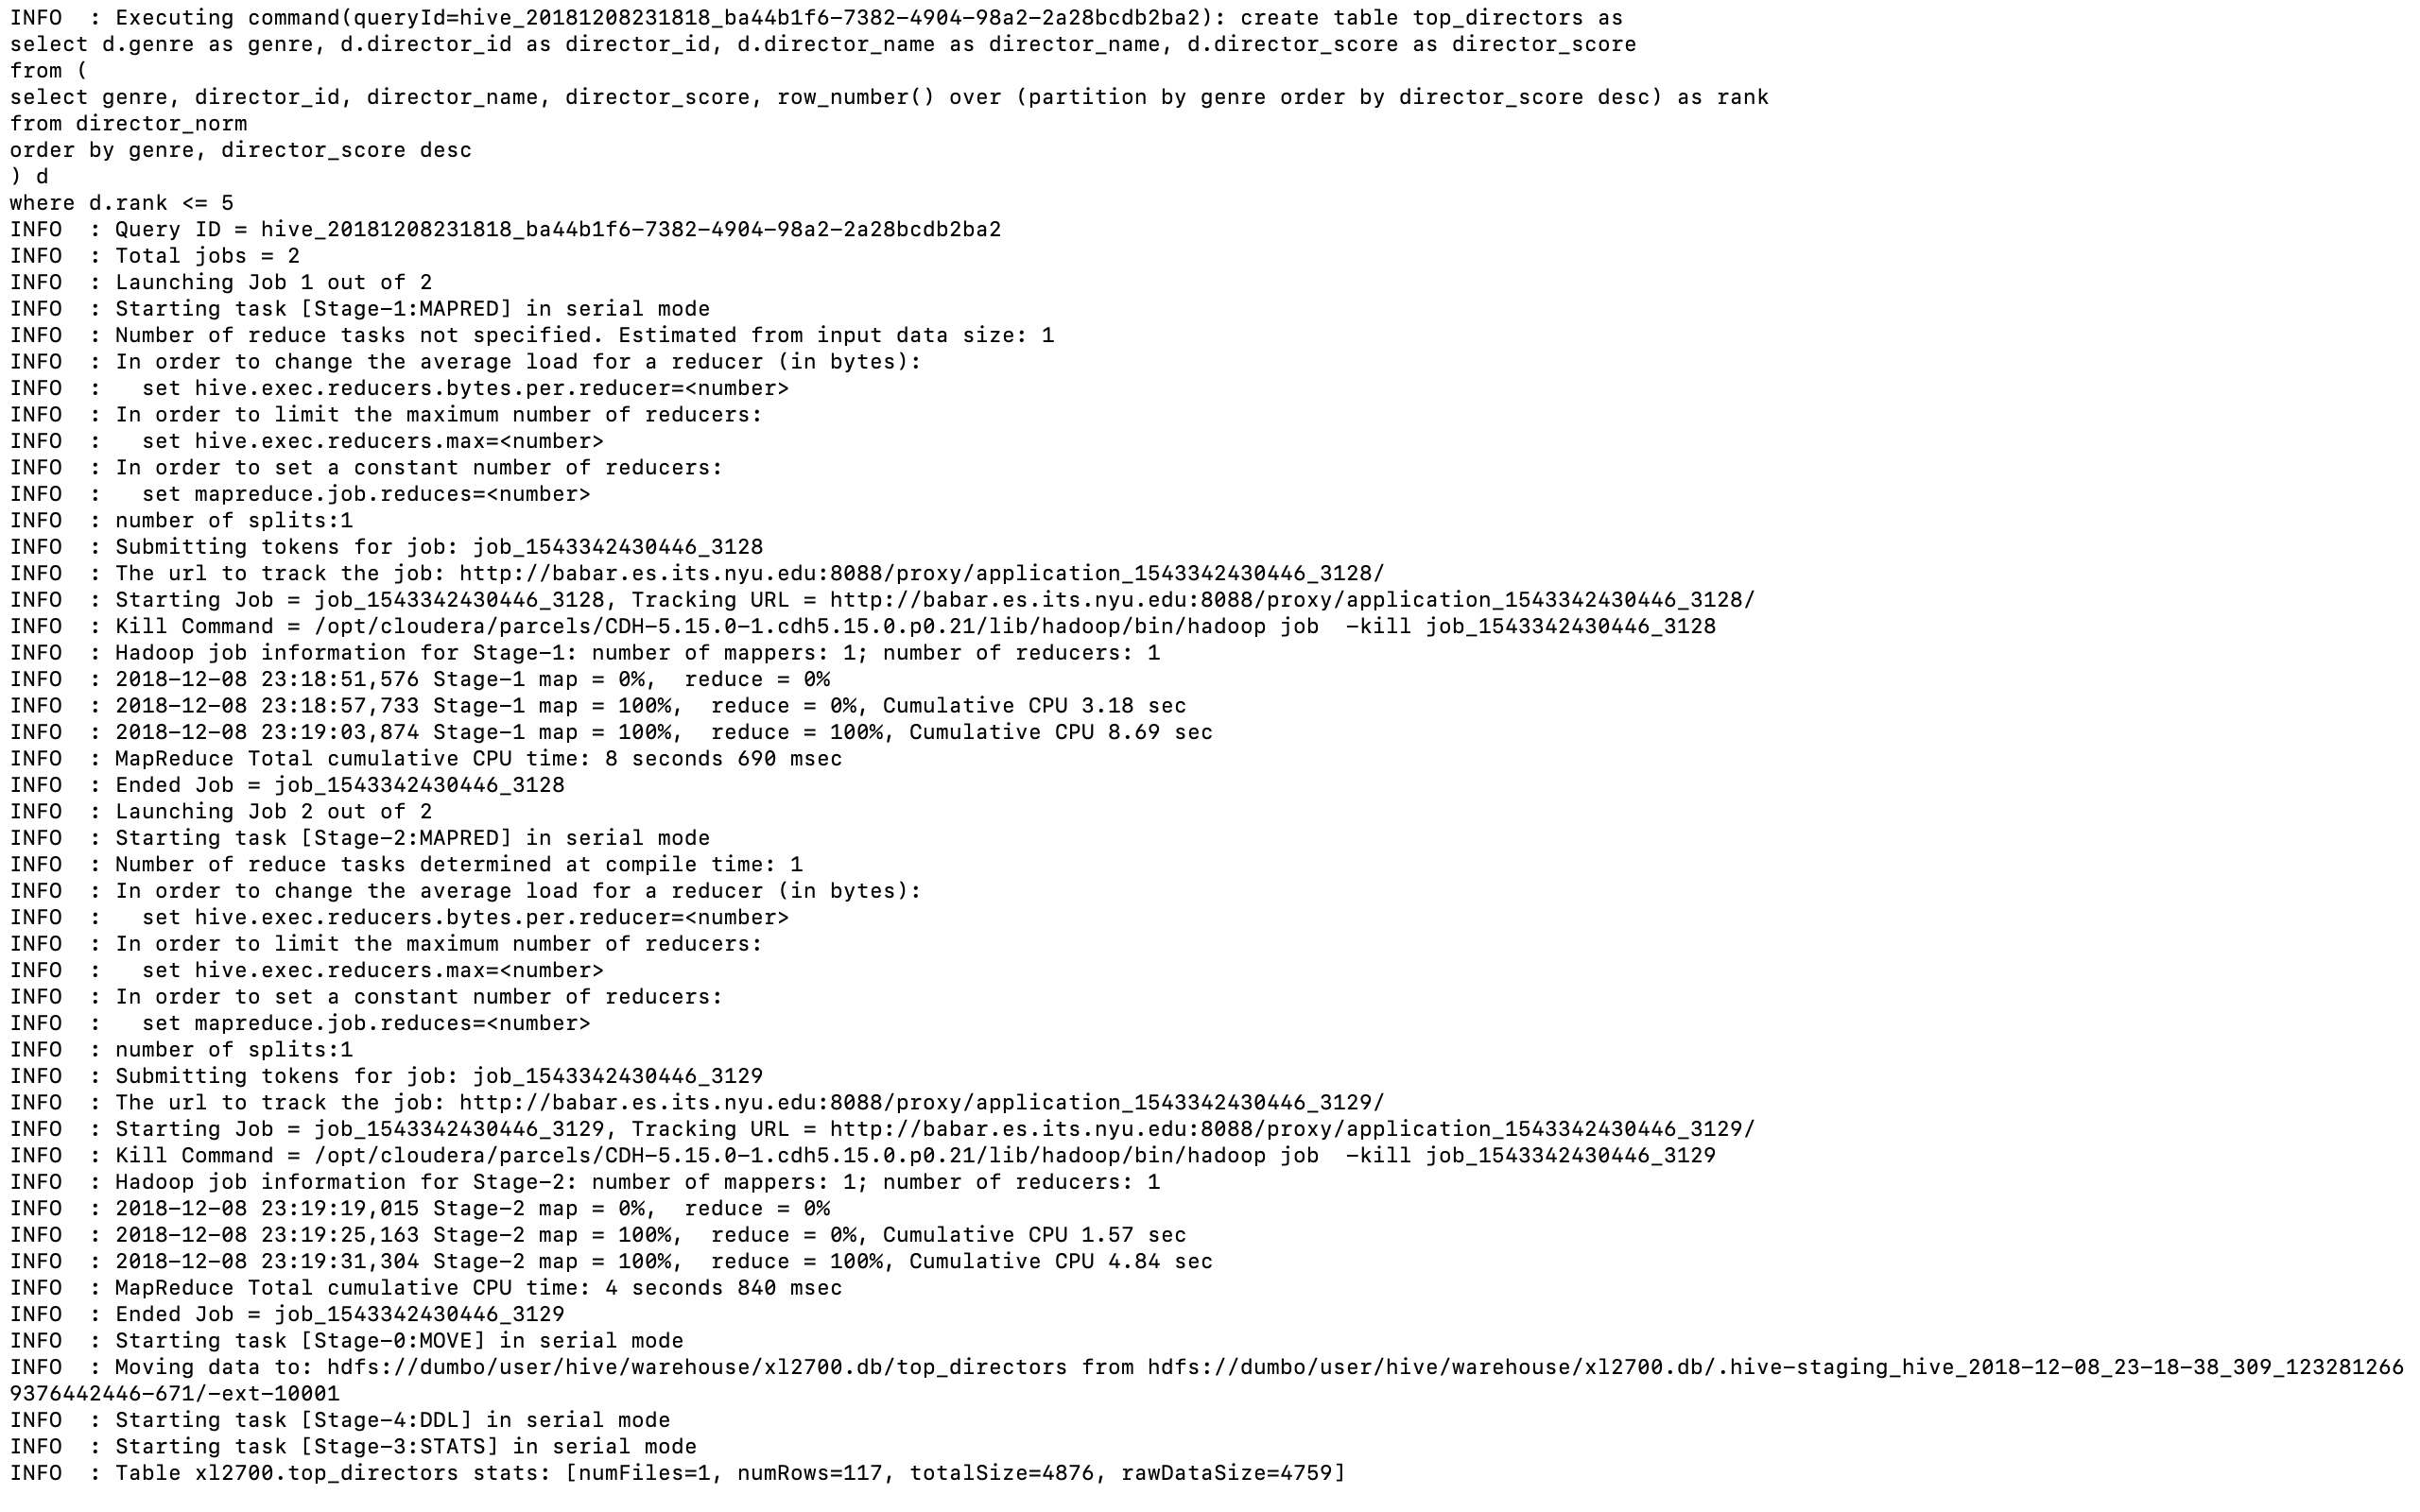 INFO  : Executing command(queryId=hive_20181208231818_ba44b1f6-7382-4904-98a2-2a28bcdb2ba2): create table top_directors as
select d.genre as genre, d.director_id as director_id, d.director_name as director_name, d.director_score as director_score
from (
select genre, director_id, director_name, director_score, row_number() over (partition by genre order by director_score desc) as rank
from director_norm
order by genre, director_score desc
) d
where d.rank <= 5
INFO  : Query ID = hive_20181208231818_ba44b1f6-7382-4904-98a2-2a28bcdb2ba2
INFO  : Total jobs = 2
INFO  : Launching Job 1 out of 2
INFO  : Starting task [Stage-1:MAPRED] in serial mode
INFO  : Number of reduce tasks not specified. Estimated from input data size: 1
INFO  : In order to change the average load for a reducer (in bytes):
INFO  :   set hive.exec.reducers.bytes.per.reducer=<number>
INFO  : In order to limit the maximum number of reducers:
INFO  :   set hive.exec.reducers.max=<number>
INFO  : In order to set a constant number of reducers:
INFO  :   set mapreduce.job.reduces=<number>
INFO  : number of splits:1
INFO  : Submitting tokens for job: job_1543342430446_3128
INFO  : The url to track the job: http://babar.es.its.nyu.edu:8088/proxy/application_1543342430446_3128/
INFO  : Starting Job = job_1543342430446_3128, Tracking URL = http://babar.es.its.nyu.edu:8088/proxy/application_1543342430446_3128/
INFO  : Kill Command = /opt/cloudera/parcels/CDH-5.15.0-1.cdh5.15.0.p0.21/lib/hadoop/bin/hadoop job  -kill job_1543342430446_3128
INFO  : Hadoop job information for Stage-1: number of mappers: 1; number of reducers: 1
INFO  : 2018-12-08 23:18:51,576 Stage-1 map = 0%,  reduce = 0%
INFO  : 2018-12-08 23:18:57,733 Stage-1 map = 100%,  reduce = 0%, Cumulative CPU 3.18 sec
INFO  : 2018-12-08 23:19:03,874 Stage-1 map = 100%,  reduce = 100%, Cumulative CPU 8.69 sec
INFO  : MapReduce Total cumulative CPU time: 8 seconds 690 msec
INFO  : Ended Job = job_1543342430446_3128
INFO  : Launching Job 2 out of 2
INFO  : Starting task [Stage-2:MAPRED] in serial mode
INFO  : Number of reduce tasks determined at compile time: 1
INFO  : In order to change the average load for a reducer (in bytes):
INFO  :   set hive.exec.reducers.bytes.per.reducer=<number>
INFO  : In order to limit the maximum number of reducers:
INFO  :   set hive.exec.reducers.max=<number>
INFO  : In order to set a constant number of reducers:
INFO  :   set mapreduce.job.reduces=<number>
INFO  : number of splits:1
INFO  : Submitting tokens for job: job_1543342430446_3129
INFO  : The url to track the job: http://babar.es.its.nyu.edu:8088/proxy/application_1543342430446_3129/
INFO  : Starting Job = job_1543342430446_3129, Tracking URL = http://babar.es.its.nyu.edu:8088/proxy/application_1543342430446_3129/
INFO  : Kill Command = /opt/cloudera/parcels/CDH-5.15.0-1.cdh5.15.0.p0.21/lib/hadoop/bin/hadoop job  -kill job_1543342430446_3129
INFO  : Hadoop job information for Stage-2: number of mappers: 1; number of reducers: 1
INFO  : 2018-12-08 23:19:19,015 Stage-2 map = 0%,  reduce = 0%
INFO  : 2018-12-08 23:19:25,163 Stage-2 map = 100%,  reduce = 0%, Cumulative CPU 1.57 sec
INFO  : 2018-12-08 23:19:31,304 Stage-2 map = 100%,  reduce = 100%, Cumulative CPU 4.84 sec
INFO  : MapReduce Total cumulative CPU time: 4 seconds 840 msec
INFO  : Ended Job = job_1543342430446_3129
INFO  : Starting task [Stage-0:MOVE] in serial mode
INFO  : Moving data to: hdfs://dumbo/user/hive/warehouse/xl2700.db/top_directors from hdfs://dumbo/user/hive/warehouse/xl2700.db/.hive-staging_hive_2018-12-08_23-18-38_309_123281266
9376442446-671/-ext-10001
INFO  : Starting task [Stage-4:DDL] in serial mode
INFO  : Starting task [Stage-3:STATS] in serial mode
INFO  : Table xl2700.top_directors stats: [numFiles=1, numRows=117, totalSize=4876, rawDataSize=4759]